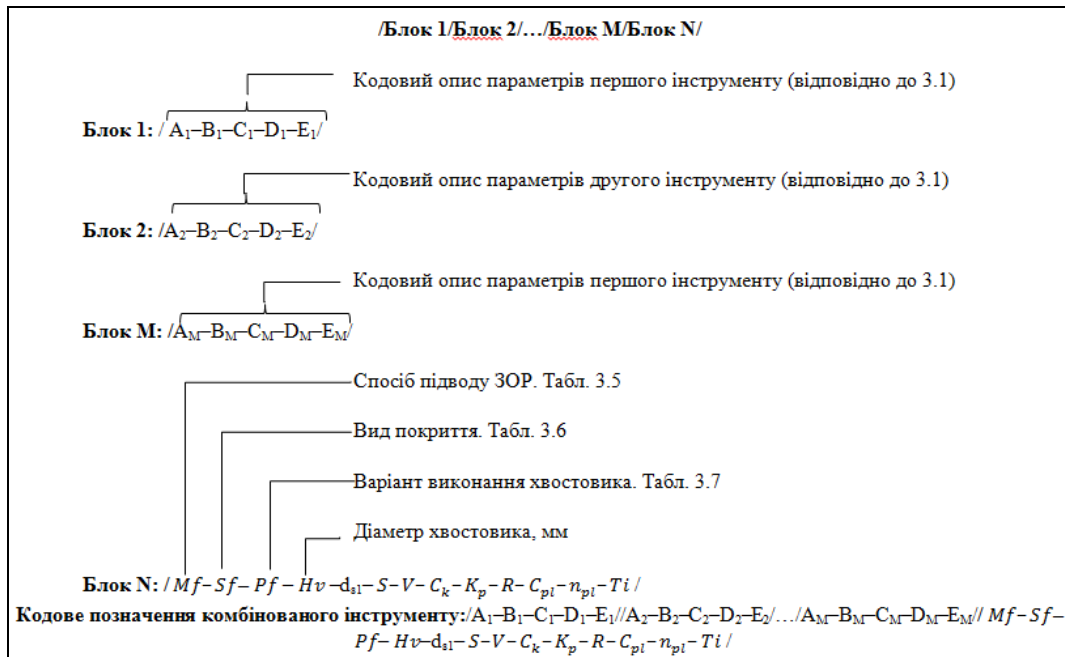 /Блок 1/Блок 2/…/Блок М/Блок N/
Кодовий опис параметрів першого інструменту (відповідно до 3.1)
Блок 1: / A₁–B₁–C₁–D₁–E₁/
Кодовий опис параметрів другого інструменту (відповідно до 3.1)
Блок 2: /A₂–B₂–C₂–D₂–E₂/
Кодовий опис параметрів першого інструменту (відповідно до 3.1)
Блок М: /A_M–B_M–C_M–D_M–E_M/
Спосіб підводу ЗОР. Табл. 3.5
Вид покриття. Табл. 3.6
Варіант виконання хвостовика. Табл. 3.7
Діаметр хвостовика, мм
Блок N: / Mf–Sf–Pf–Hv–d_s1–S–V–C_k–K_p–R–C_pl–n_pl–Ti /
Кодове позначення комбінованого інструменту:/A₁–B₁–C₁–D₁–E₁//A₂–B₂–C₂–D₂–E₂/…/A_M–B_M–C_M–D_M–E_M// Mf–Sf–
Pf–Hv–d_s1–S–V–C_k–K_p–R–C_pl–n_pl–Ti /